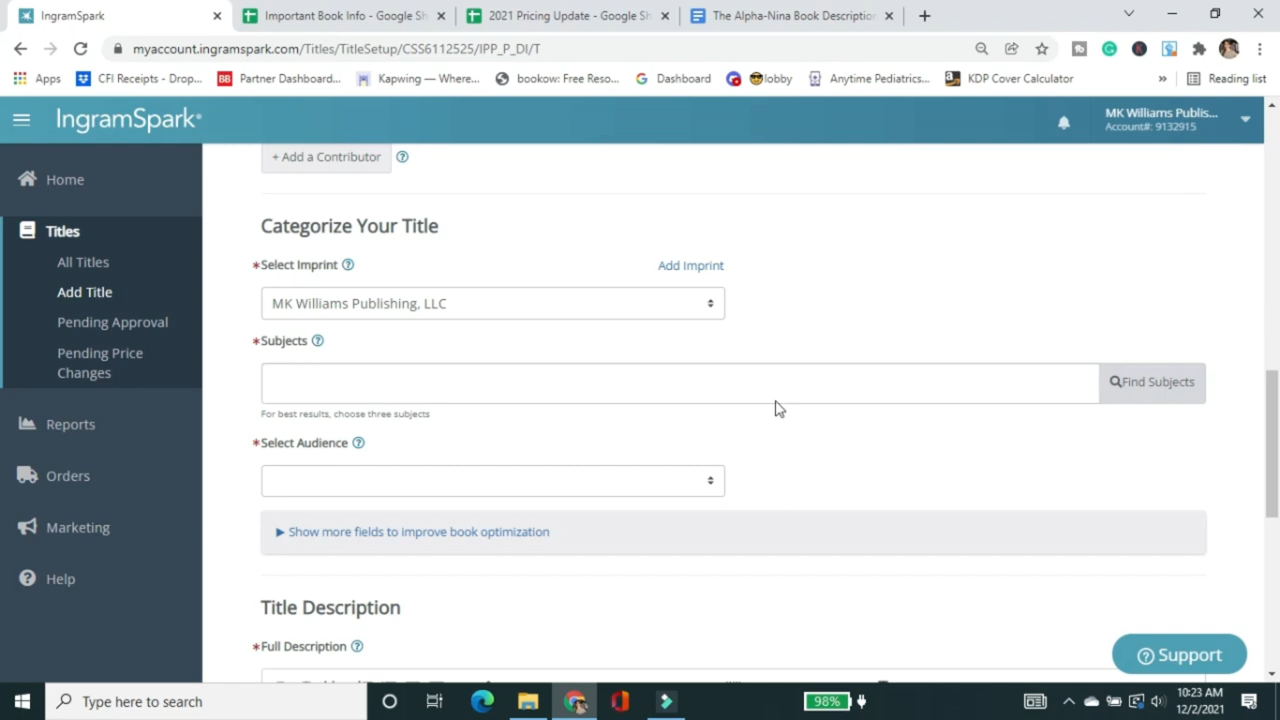 IngramSpark
Important Book Info - Google Sh
2021 Pricing Update - Google Sh
The Alpha-Nina Book Description
myaccount.ingramspark.com/Titles/TitleSetup/CSS6112525/IPP_P_DI/T
Apps
CFI Receipts - Drop...
BB
Partner Dashboard...
Kapwing — Where...
bookow: Free Reso...
Dashboard
lobby
Anytime Pediatrics...
KDP Cover Calculator
»
Reading list
IngramSpark®
MK Williams Publis...
Account#: 9132915
Home
Titles
All Titles
Add Title
Pending Approval
Pending Price
Changes
Reports
Orders
Marketing
Help
+ Add a Contributor
Categorize Your Title
*Select Imprint
Add Imprint
MK Williams Publishing, LLC
*Subjects
Find Subjects
For best results, choose three subjects
*Select Audience
Show more fields to improve book optimization
Title Description
*Full Description
Support
Type here to search
98%
10:23 AM
12/2/2021